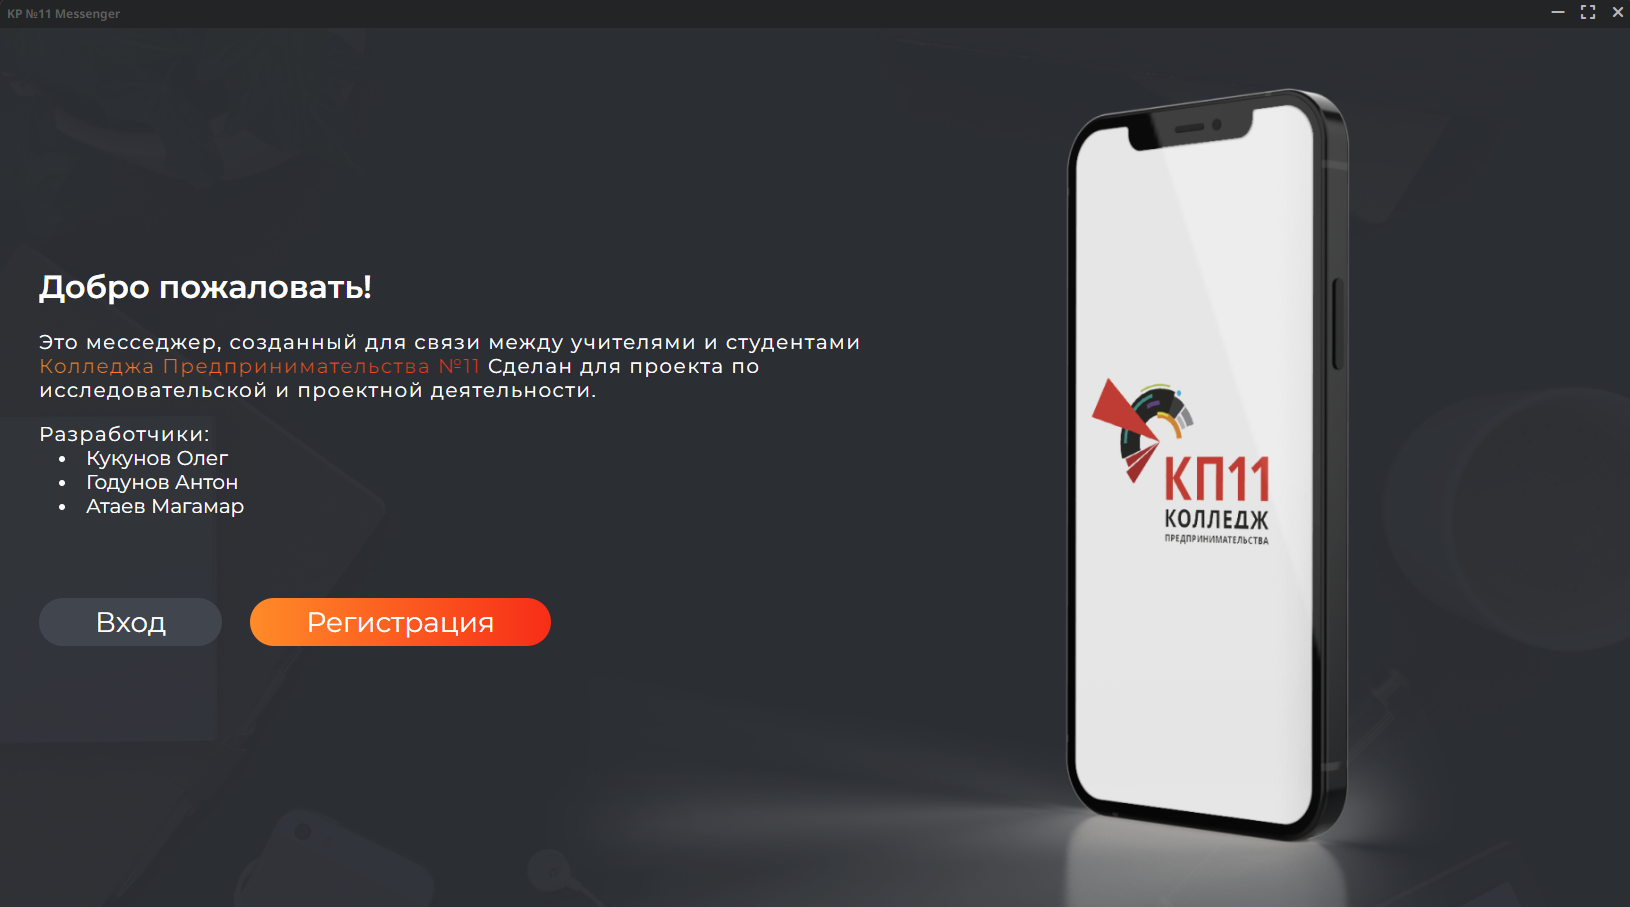 KP №11 Messenger
Добро пожаловать!
Это месседжер, созданный для связи между учителями и студентами
Колледжа Предпринимательства №11 Сделан для проекта по
исследовательской и проектной деятельности.
Разработчики:
Кукунов Олег
Годунов Антон
Атаев Магамар
Вход
Регистрация
КП11
КОЛЛЕДЖ
ПРЕДПРИНИМАТЕЛЬСТВА